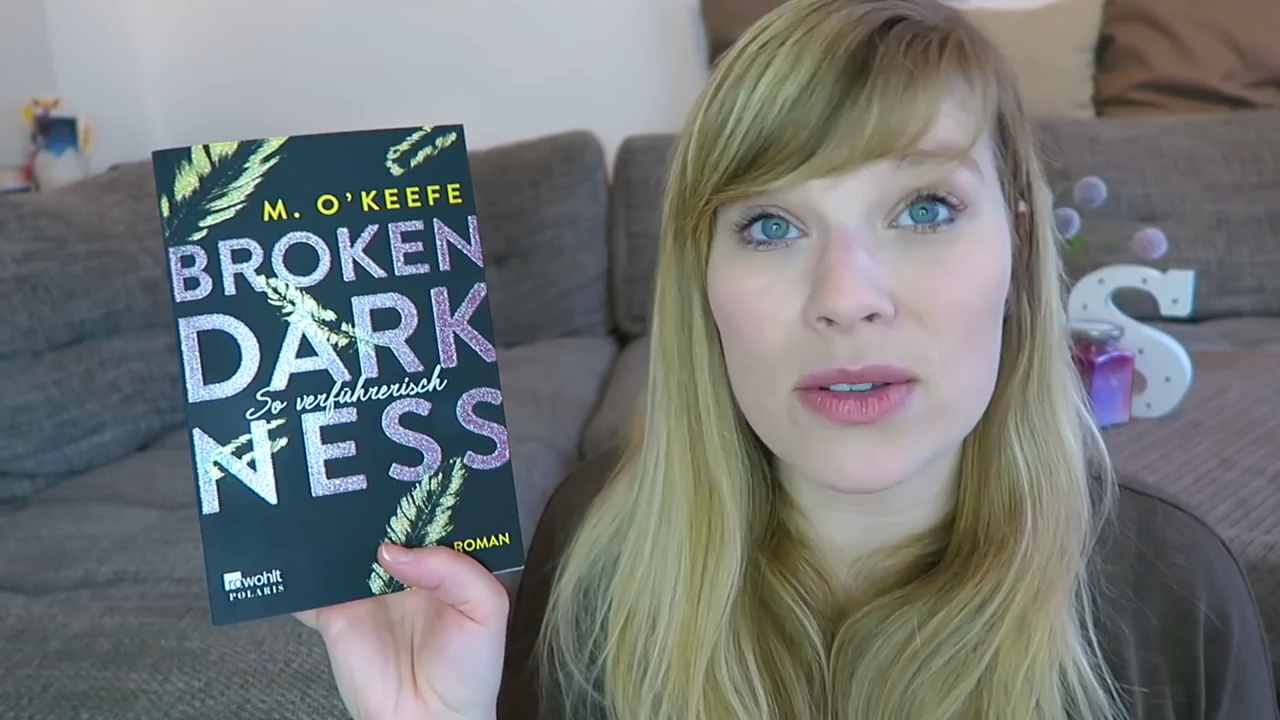 M. O'KEEFE
BROKEN
DARK
So verführerisch
NESS
ROMAN
rowohlt
POLARIS
S